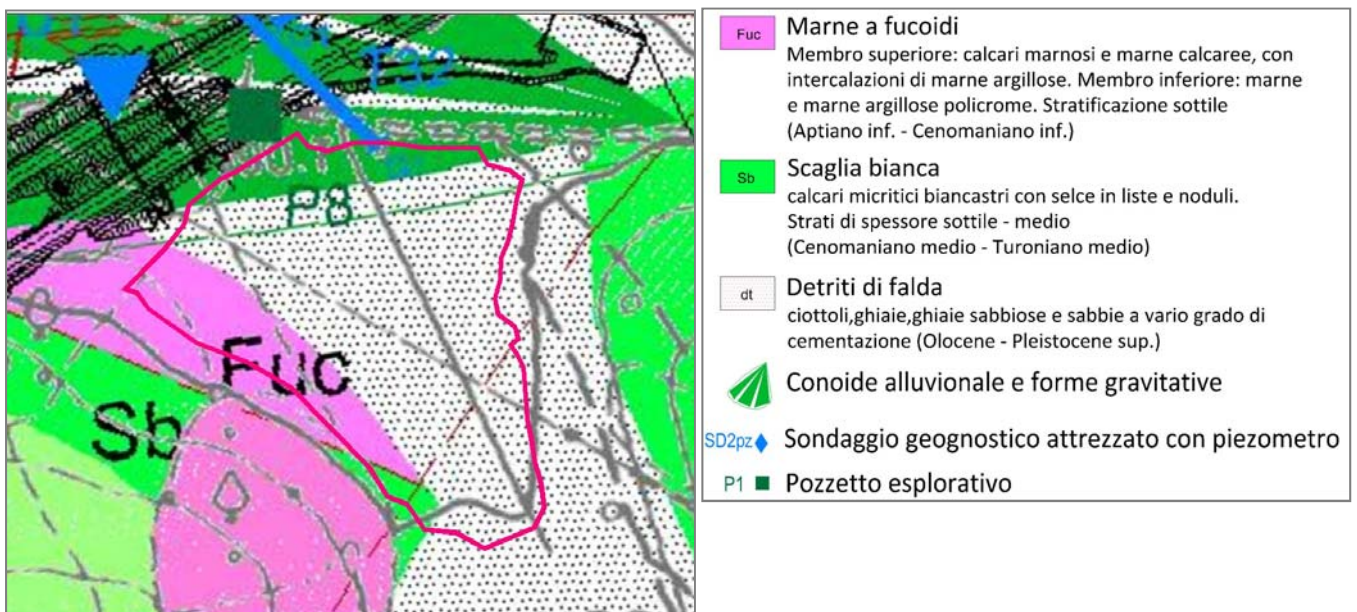 P8
Fuc
Sb
Fuc
Marne a fucoidi
Membro superiore: calcari marnosi e marne calcaree, con
intercalazioni di marne argillose. Membro inferiore: marne
e marne argillose policrome. Stratificazione sottile
(Aptiano inf. - Cenomaniano inf.)
Sb
Scaglia bianca
calcari micritici biancastri con selce in liste e noduli.
Strati di spessore sottile - medio
(Cenomaniano medio - Turoniano medio)
dt
Detriti di falda
ciottoli,ghiaie,ghiaie sabbiose e sabbie a vario grado di
cementazione (Olocene - Pleistocene sup.)
Conoide alluvionale e forme gravitative
SD2pz Sondaggio geognostico attrezzato con piezometro
P1 Pozzetto esplorativo